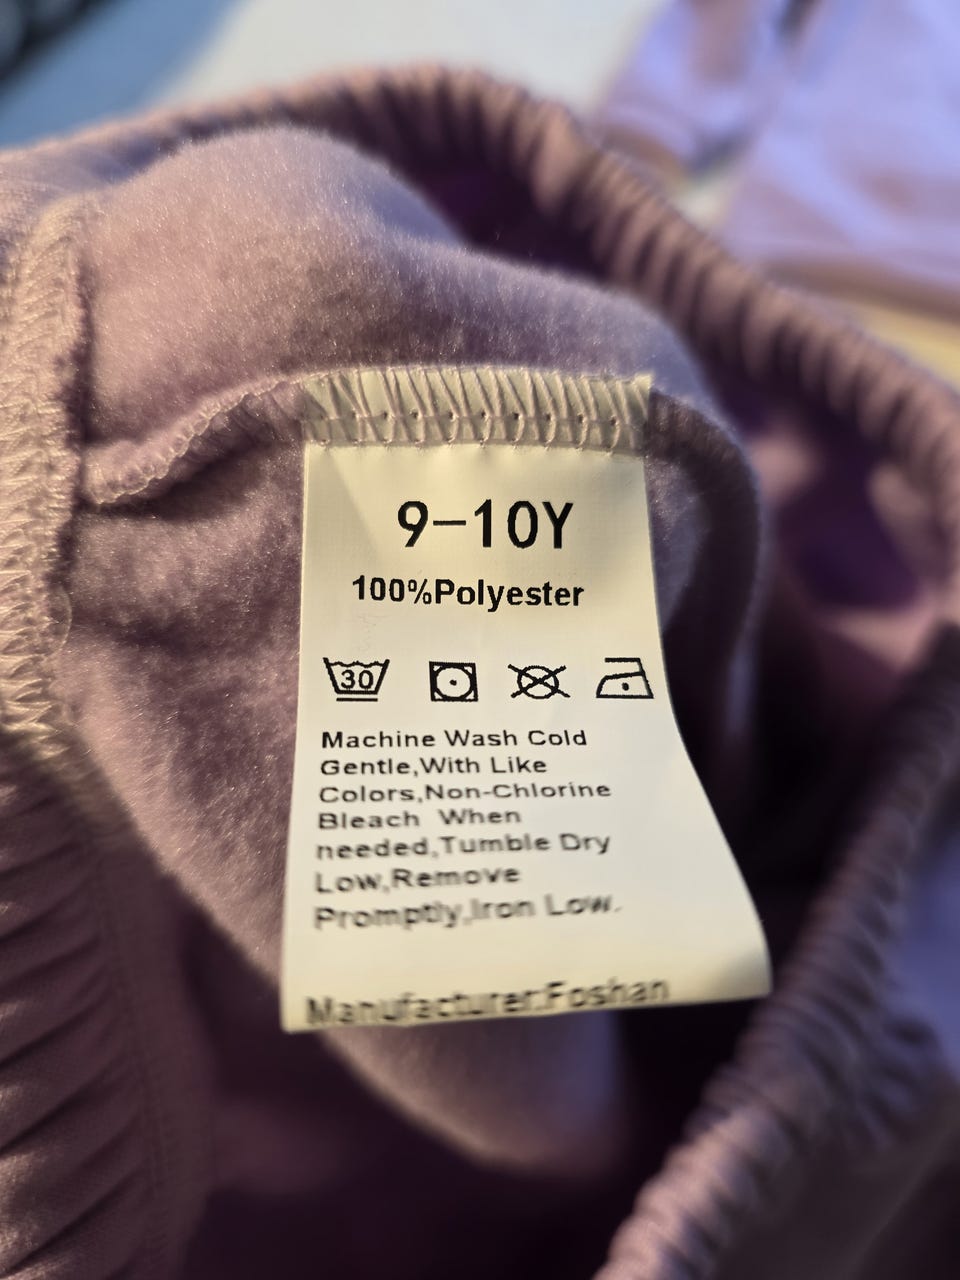 9-10Y
100%Polyester
30
Machine Wash Cold
Gentle,With Like
Colors,Non-Chlorine
Bleach When
needed,Tumble Dry
Low,Remove
Promptly,Iron Low.
Manufacturer:Foshan